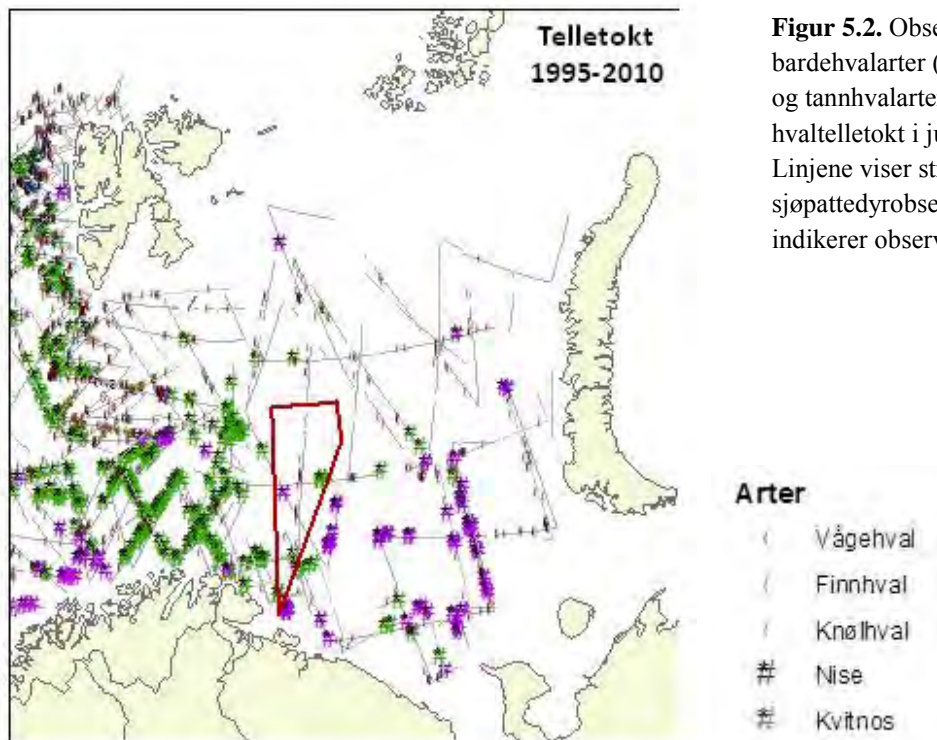 Telletokt
1995-2010
Figur 5.2. Obse
bardehvalarter (
og tannhvalarte
hvaltelletokt i ju
Linjene viser st
sjøpattedyrobse
indikerer observ
Arter
Vågehval
Finnhval
Knølhval
Nise
Kvitnos